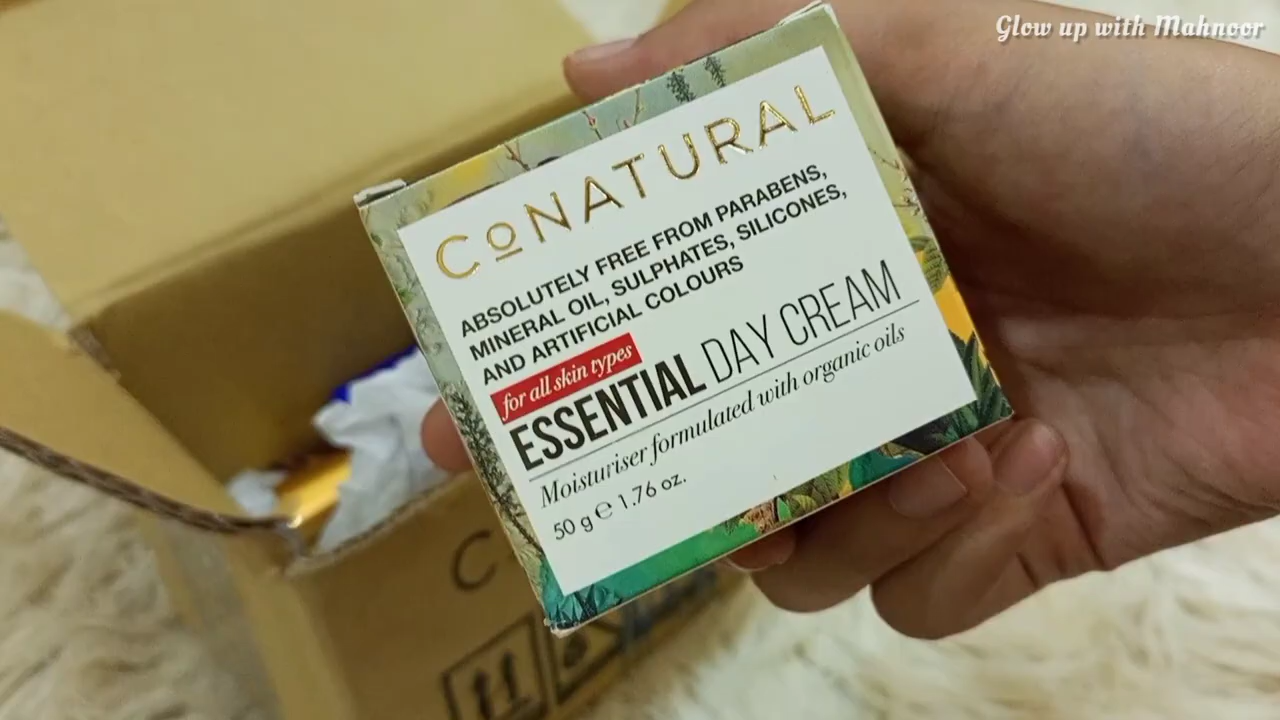 Glow up with Mahnoor
CoNATURAL
ABSOLUTELY FREE FROM PARABENS,
MINERAL OIL, SULPHATES, SILICONES,
AND ARTIFICIAL COLOURS
for all skin types
ESSENTIAL DAY CREAM
Moisturiser formulated with organic oils
50 g ℮ 1.76 oz.
C